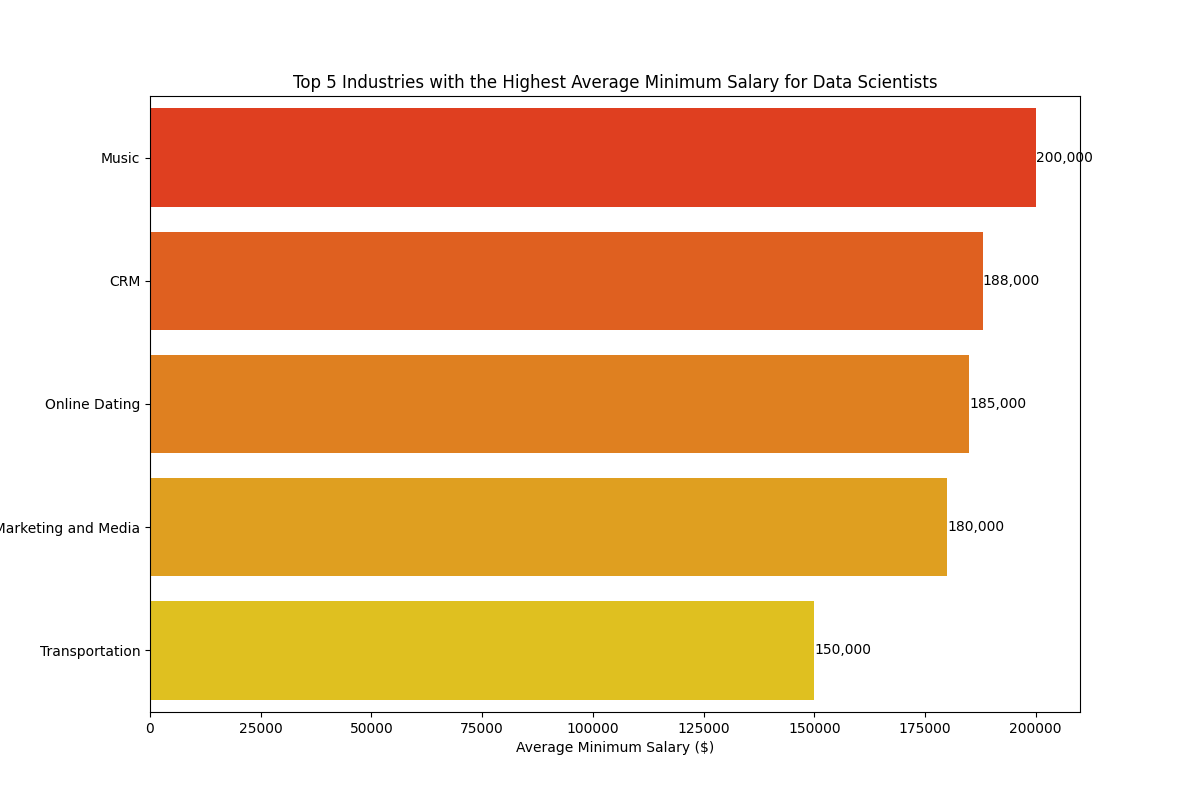 Top 5 Industries with the Highest Average Minimum Salary for Data Scientists
Music
200,000
CRM
188,000
Online Dating
185,000
Marketing and Media
180,000
Transportation
150,000
0 25000 50000 75000 100000 125000 150000 175000 200000
Average Minimum Salary ($)